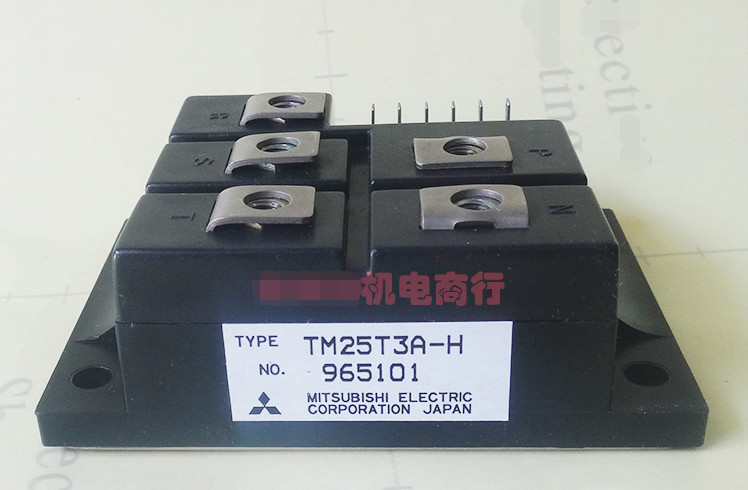 R
S
P
T
N
机电商行
TYPE TM25T3A-H
NO. 965101
MITSUBISHI ELECTRIC
CORPORATION JAPAN